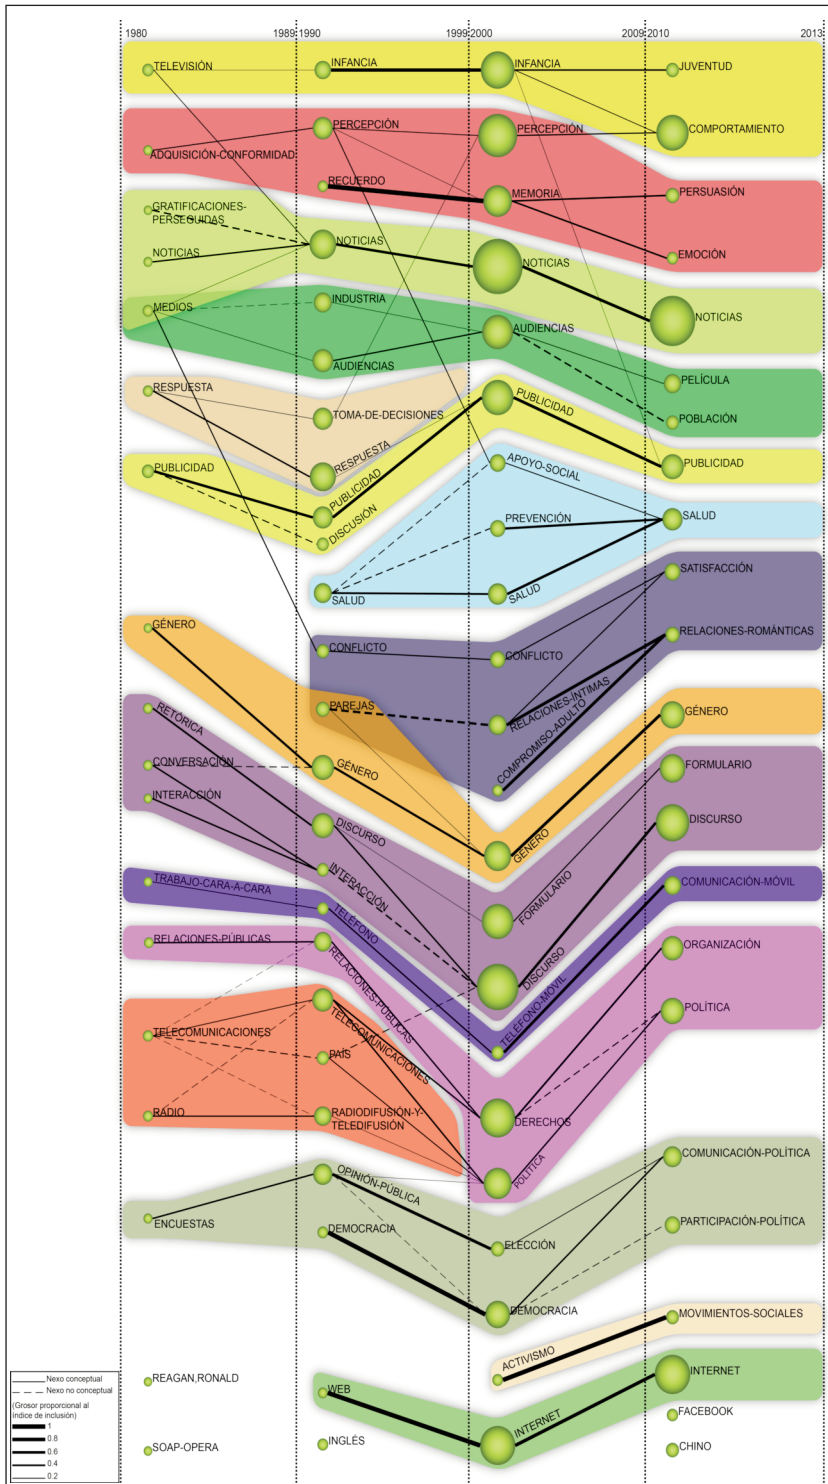 1980
1989
1990
1999
2000
2009
2010
2013
TELEVISIÓN
INFANCIA
INFANCIA
JUVENTUD
COMPORTAMIENTO
ADQUISICIÓN-CONFORMIDAD
PERCEPCIÓN
PERCEPCIÓN
RECUERDO
MEMORIA
PERSUASIÓN
EMOCIÓN
GRATIFICACIONES-
PERSEGUIDAS
NOTICIAS
NOTICIAS
NOTICIAS
NOTICIAS
MEDIOS
INDUSTRIA
AUDIENCIAS
AUDIENCIAS
PELÍCULA
POBLACIÓN
RESPUESTA
TOMA-DE-DECISIONES
RESPUESTA
PUBLICIDAD
PUBLICIDAD
DISCUSIÓN
PUBLICIDAD
PUBLICIDAD
APOYO-SOCIAL
PREVENCIÓN
SALUD
SALUD
SALUD
CONFLICTO
CONFLICTO
SATISFACCIÓN
PAREJAS
RELACIONES-ÍNTIMAS
COMPROMISO-ADULTO
RELACIONES-ROMÁNTICAS
GÉNERO
GÉNERO
GÉNERO
GÉNERO
RETÓRICA
CONVERSACIÓN
INTERACCIÓN
DISCURSO
INTERACCIÓN
FORMULARIO
DISCURSO
FORMULARIO
DISCURSO
TRABAJO-CARA-A-CARA
TELÉFONO
TELÉFONO-MÓVIL
COMUNICACIÓN-MÓVIL
RELACIONES-PÚBLICAS
RELACIONES-PÚBLICAS
DERECHOS
POLÍTICA
ORGANIZACIÓN
POLÍTICA
TELECOMUNICACIONES
TELECOMUNICACIONES
PAÍS
RADIO
RADIODIFUSIÓN-Y-
TELEDIFUSIÓN
ENCUESTAS
OPINIÓN-PÚBLICA
DEMOCRACIA
ELECCIÓN
DEMOCRACIA
COMUNICACIÓN-POLÍTICA
PARTICIPACIÓN-POLÍTICA
ACTIVISMO
MOVIMIENTOS-SOCIALES
REAGAN,RONALD
WEB
INTERNET
INTERNET
FACEBOOK
SOAP-OPERA
INGLÉS
CHINO
Nexo conceptual
Nexo no conceptual
(Grosor proporcional al
índice de inclusión)
1
0.8
0.6
0.4
0.2